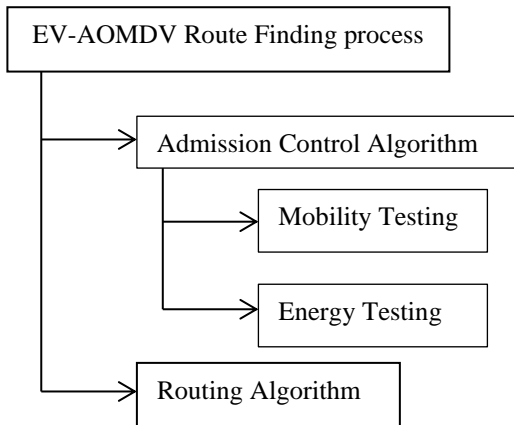 EV-AOMDV Route Finding process
Admission Control Algorithm
Mobility Testing
Energy Testing
Routing Algorithm